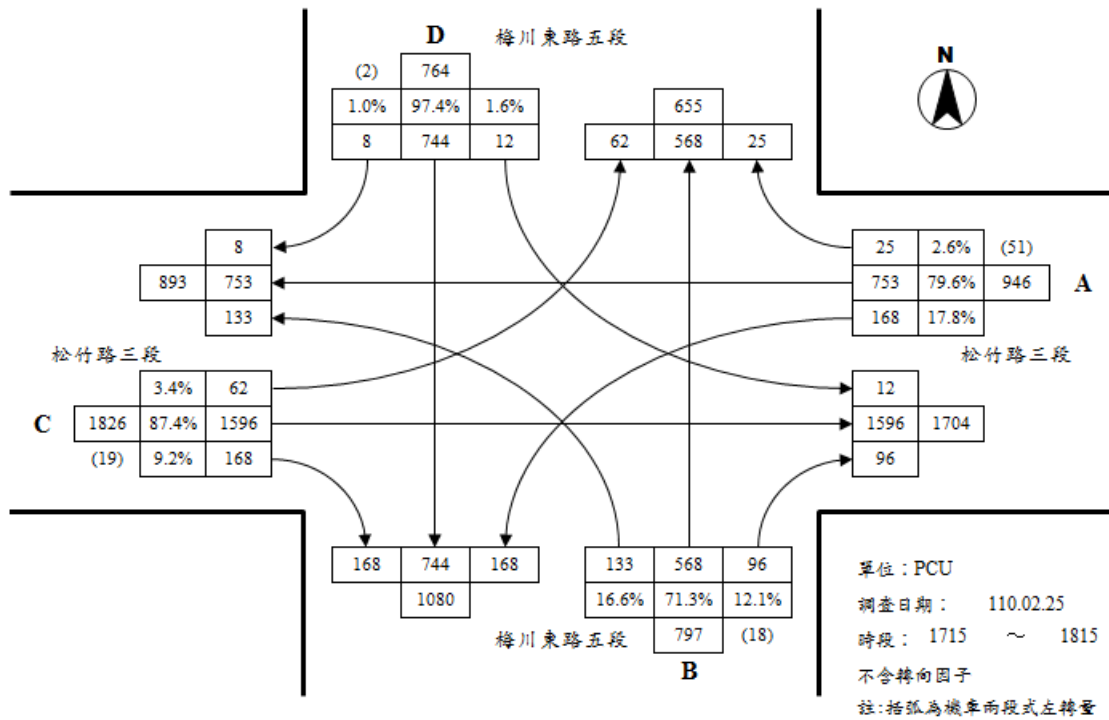 D 梅川東路五段
N
(2) 764
1.0% 97.4% 1.6%
8 744 12
655
62 568 25
8
893 753
133
25 2.6% (51)
753 79.6% 946 A
168 17.8%
松竹路三段
3.4% 62
C 1826 87.4% 1596
(19) 9.2% 168
松竹路三段
12
1596 1704
96
168 744 168
1080
133 568 96
16.6% 71.3% 12.1%
梅川東路五段 797 (18)
B
單位：PCU
調查日期： 110.02.25
時段： 1715 ～ 1815
不含轉向因子
註:括弧為機車兩段式左轉量